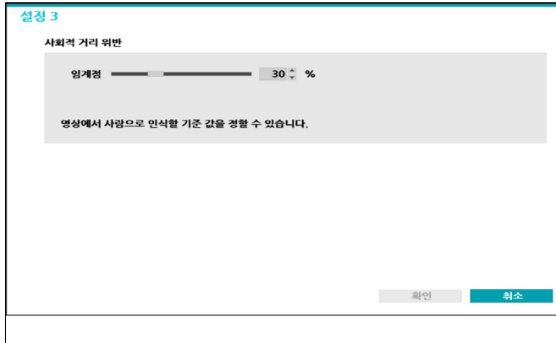 설정 3
사회적 거리 위반
임계점 30 %
영상에서 사람으로 인식할 기준 값을 정할 수 있습니다.
확인 취소